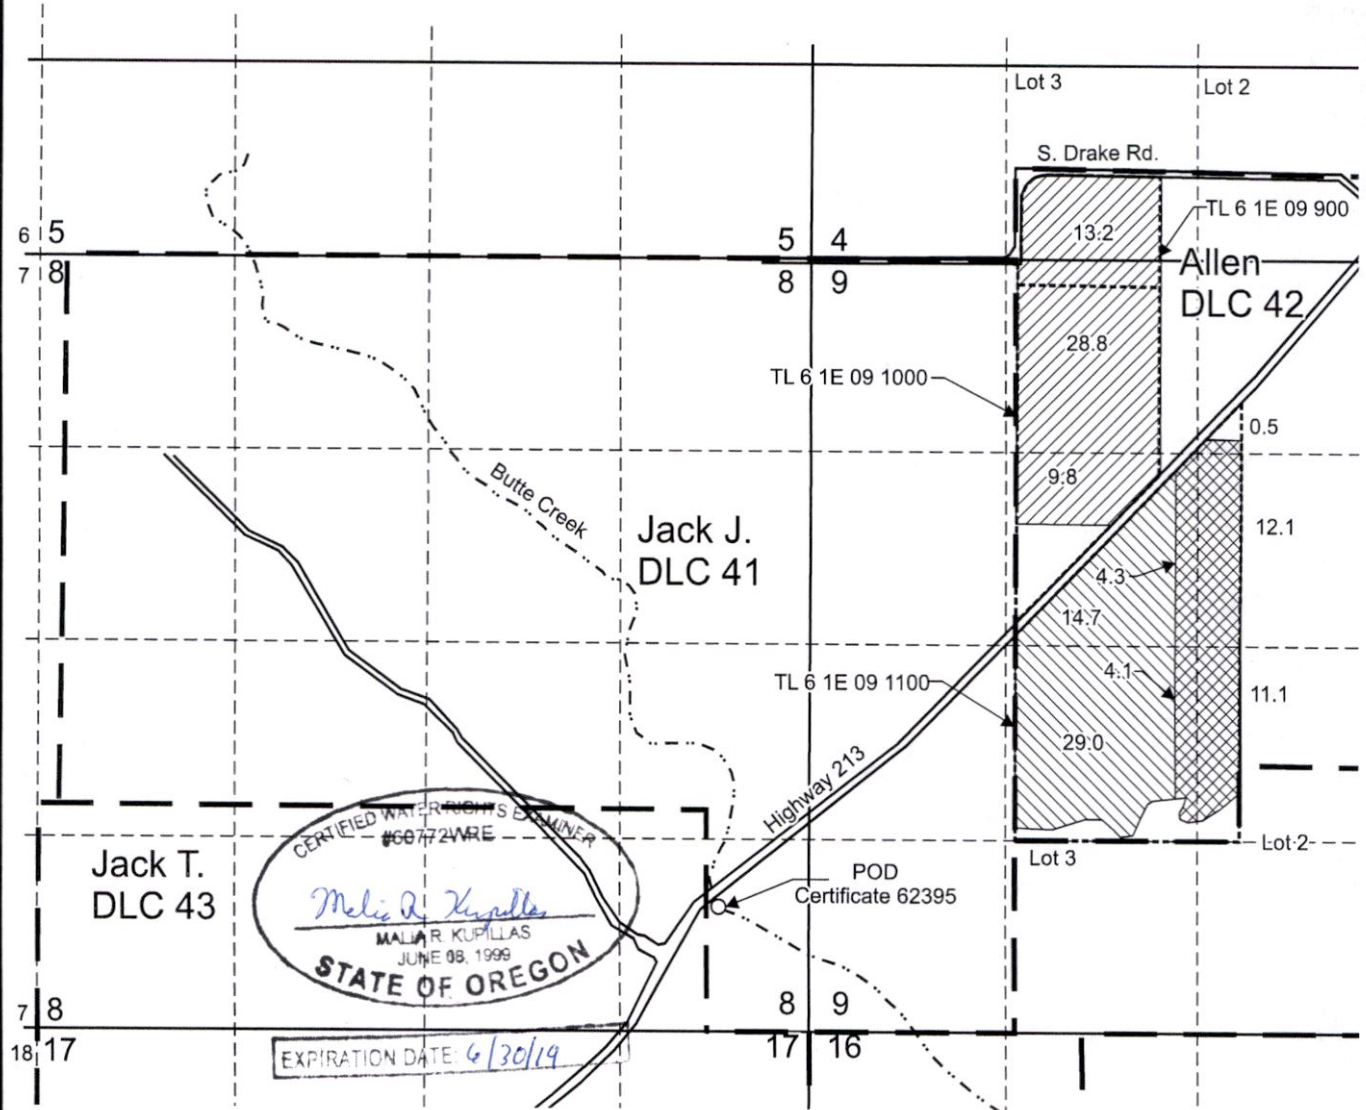 Lot 3
Lot 2
S. Drake Rd.
TL 6 1E 09 900
13.2
6 5
5 4
Allen
DLC 42
7 8
8 9
28.8
TL 6 1E 09 1000
0.5
9.8
Butte Creek
Jack J.
DLC 41
12.1
4.3
14.7
4.1
TL 6 1E 09 1100
11.1
29.0
Highway 213
CERTIFIED WATER RIGHTS EXAMINER
#60772WRE
Lot 2
Lot 3
Jack T.
DLC 43
POD
Certificate 62395
Malia R. Kupillas
MALIA R. KUPILLAS
JUNE 08, 1999
STATE OF OREGON
7 8
8 9
18 17
17 16
EXPIRATION DATE: 6/30/19